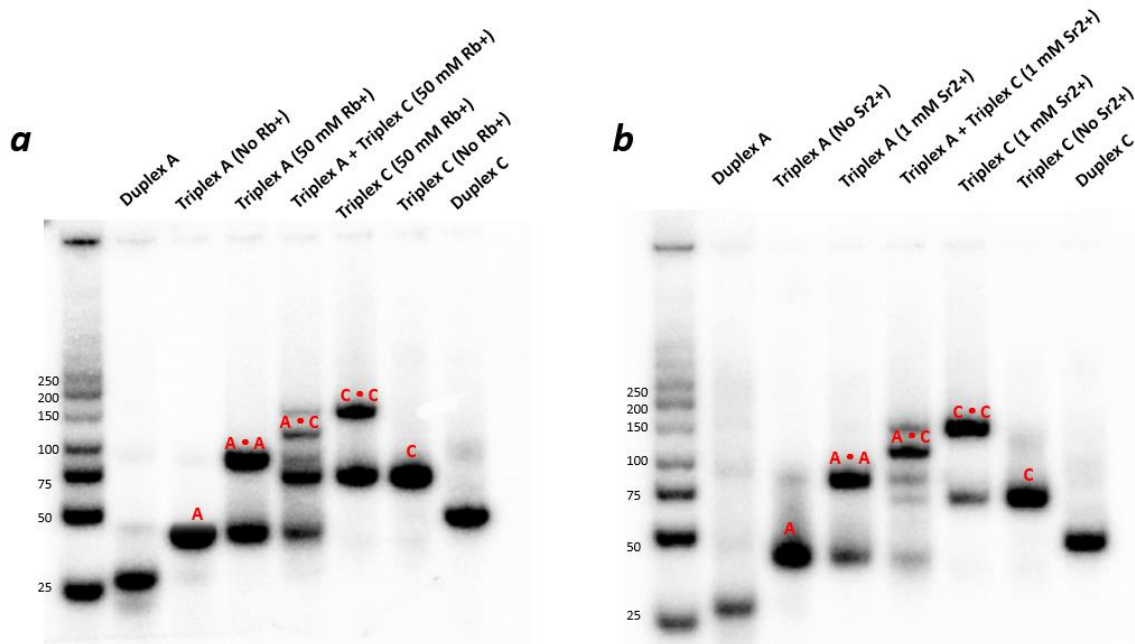 a
Duplex A
Triplex A (No Rb+)
Triplex A (50 mM Rb+)
Triplex A + Triplex C (50 mM Rb+)
Triplex C (50 mM Rb+)
Triplex C (No Rb+)
Duplex C
250
200
150
100
75
50
25
A
A • A
A • C
C • C
C
b
Duplex A
Triplex A (No Sr2+)
Triplex A (1 mM Sr2+)
Triplex A + Triplex C (1 mM Sr2+)
Triplex C (1 mM Sr2+)
Triplex C (No Sr2+)
Duplex C
250
200
150
100
75
50
25
A
A • A
A • C
C • C
C